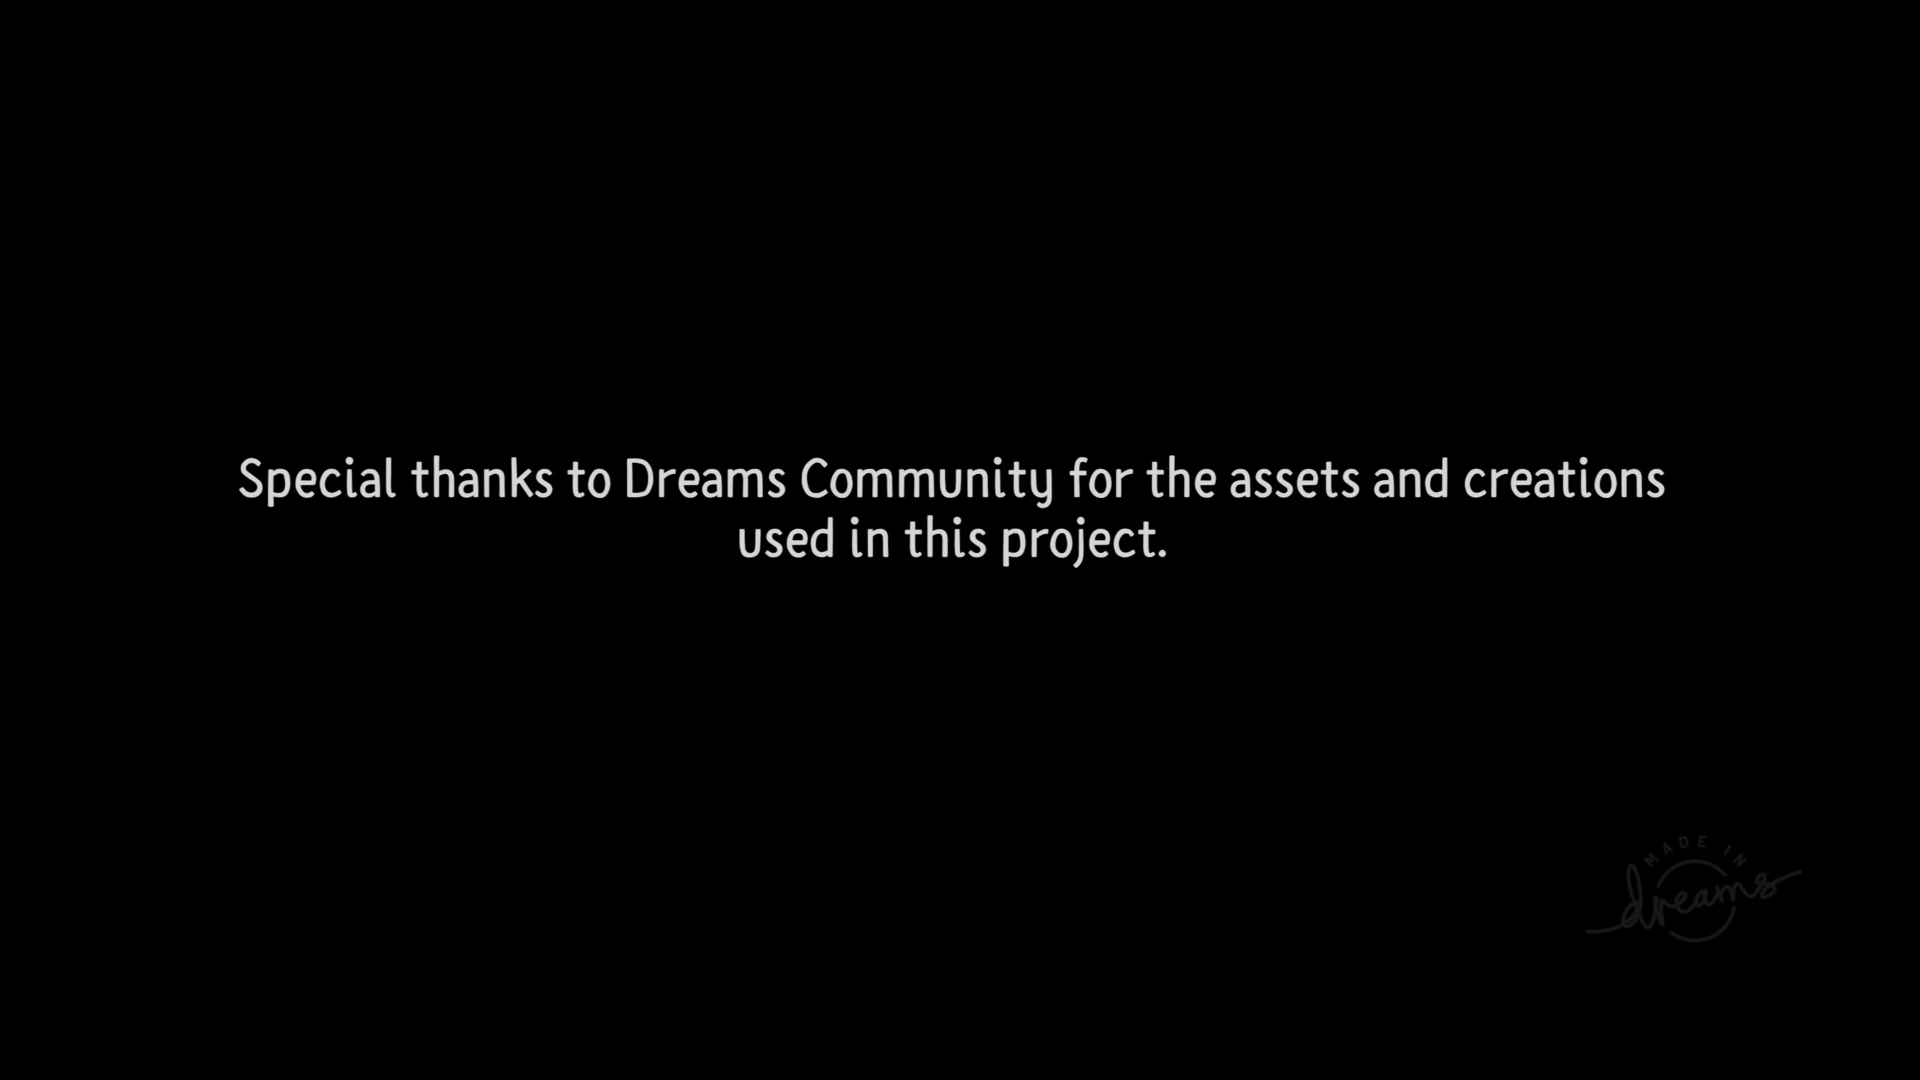 Special thanks to Dreams Community for the assets and creations
used in this project.
MADE IN
dreams